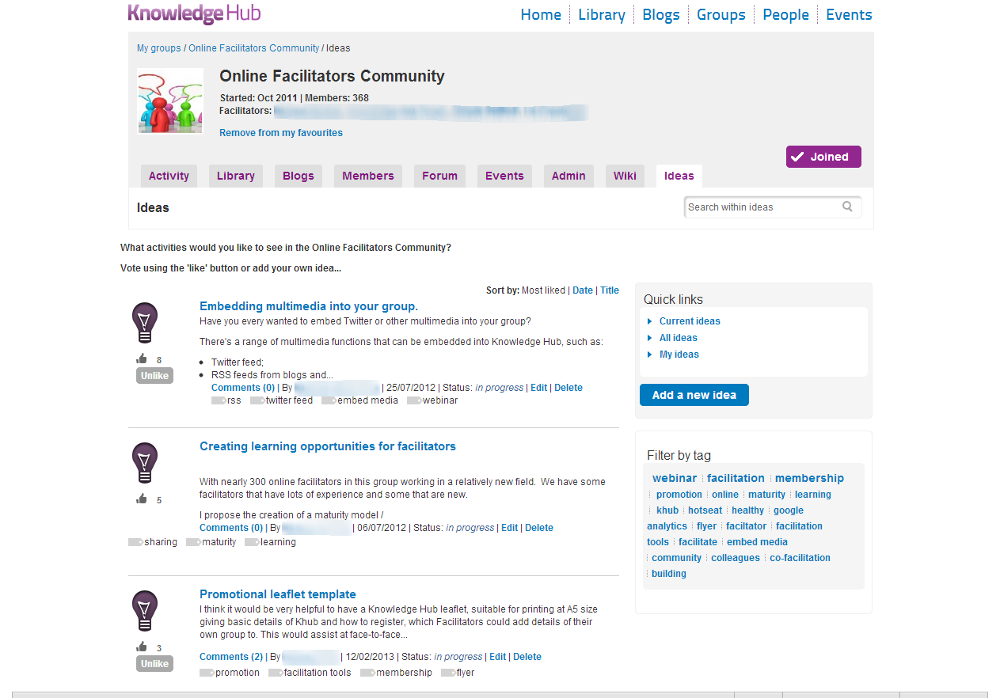 Knowledge Hub
Home Library Blogs Groups People Events
My groups / Online Facilitators Community / Ideas
Online Facilitators Community
Started: Oct 2011 | Members: 368
Facilitators:
Remove from my favourites
Joined
Activity Library Blogs Members Forum Events Admin Wiki Ideas
Ideas
Search within ideas
What activities would you like to see in the Online Facilitators Community?
Vote using the 'like' button or add your own idea...
Sort by: Most liked | Date | Title
Embedding multimedia into your group.
Have you every wanted to embed Twitter or other multimedia into your group?
There's a range of multimedia functions that can be embedded into Knowledge Hub, such as:
8
Unlike
• Twitter feed;
• RSS feeds from blogs and...
Comments (0) | By | 25/07/2012 | Status: in progress | Edit | Delete
rss twitter feed embed media webinar
Creating learning opportunities for facilitators
With nearly 300 online facilitators in this group working in a relatively new field. We have some
facilitators that have lots of experience and some that are new.
5
I propose the creation of a maturity model /
Comments (0) | By | 06/07/2012 | Status: in progress | Edit | Delete
sharing maturity learning
Promotional leaflet template
I think it would be very helpful to have a Knowledge Hub leaflet, suitable for printing at A5 size
giving basic details of Khub and how to register, which Facilitators could add details of their
own group to. This would assist at face-to-face...
3
Unlike
Comments (2) | By | 12/02/2013 | Status: in progress | Edit | Delete
promotion facilitation tools membership flyer
Quick links
Current ideas
All ideas
My ideas
Add a new idea
Filter by tag
webinar facilitation membership
promotion online maturity learning
khub hotseat healthy google
analytics flyer faciltator facilitation
tools facilitate embed media
community colleagues co-facilitation
building